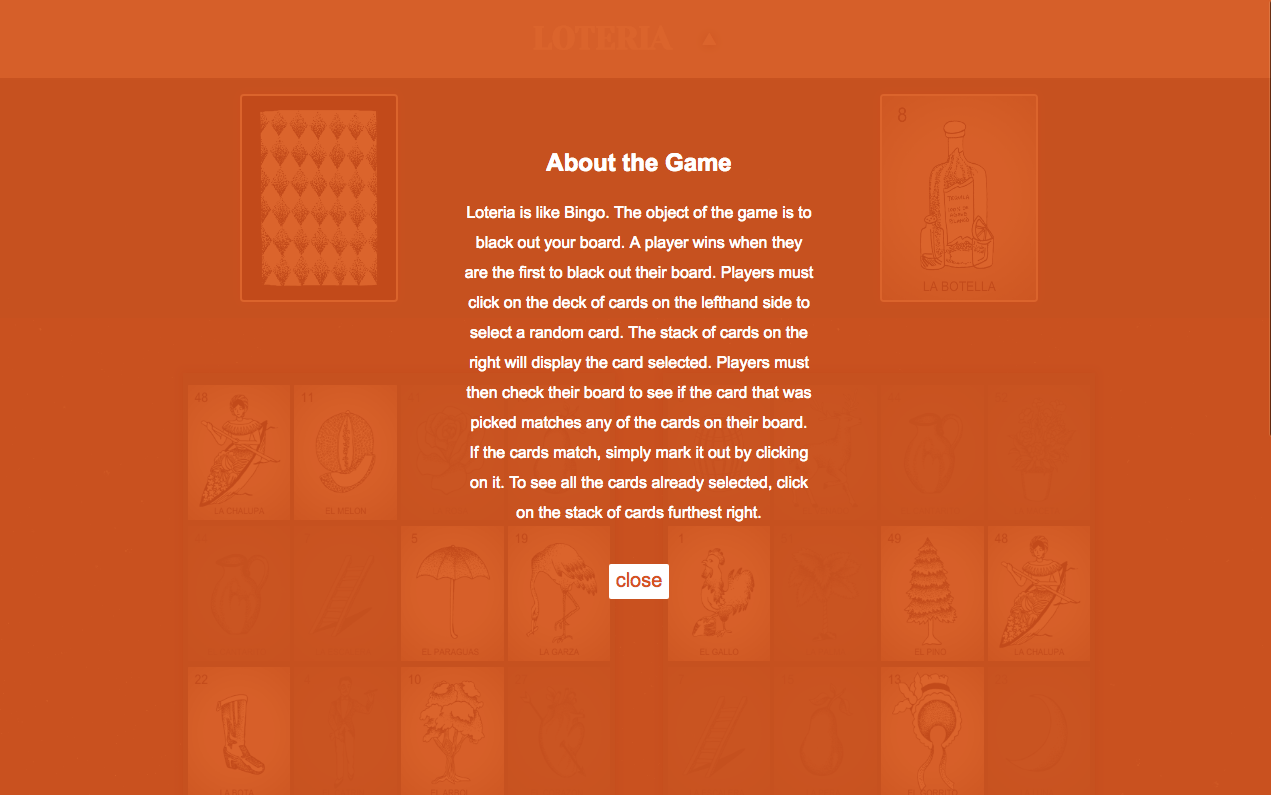 LOTERIA ▲
8
LA BOTELLA
About the Game
Loteria is like Bingo. The object of the game is to
black out your board. A player wins when they
are the first to black out their board. Players must
click on the deck of cards on the lefthand side to
select a random card. The stack of cards on the
right will display the card selected. Players must
then check their board to see if the card that was
picked matches any of the cards on their board.
If the cards match, simply mark it out by clicking
on it. To see all the cards already selected, click
on the stack of cards furthest right.
close
48
11
LA CHALUPA
EL MELON
5
19
1
49
48
EL PARAGUAS
LA GARZA
EL GALLO
EL PINO
LA CHALUPA
22
10
13
LA BOTA
EL ARBOL
EL GORRITO